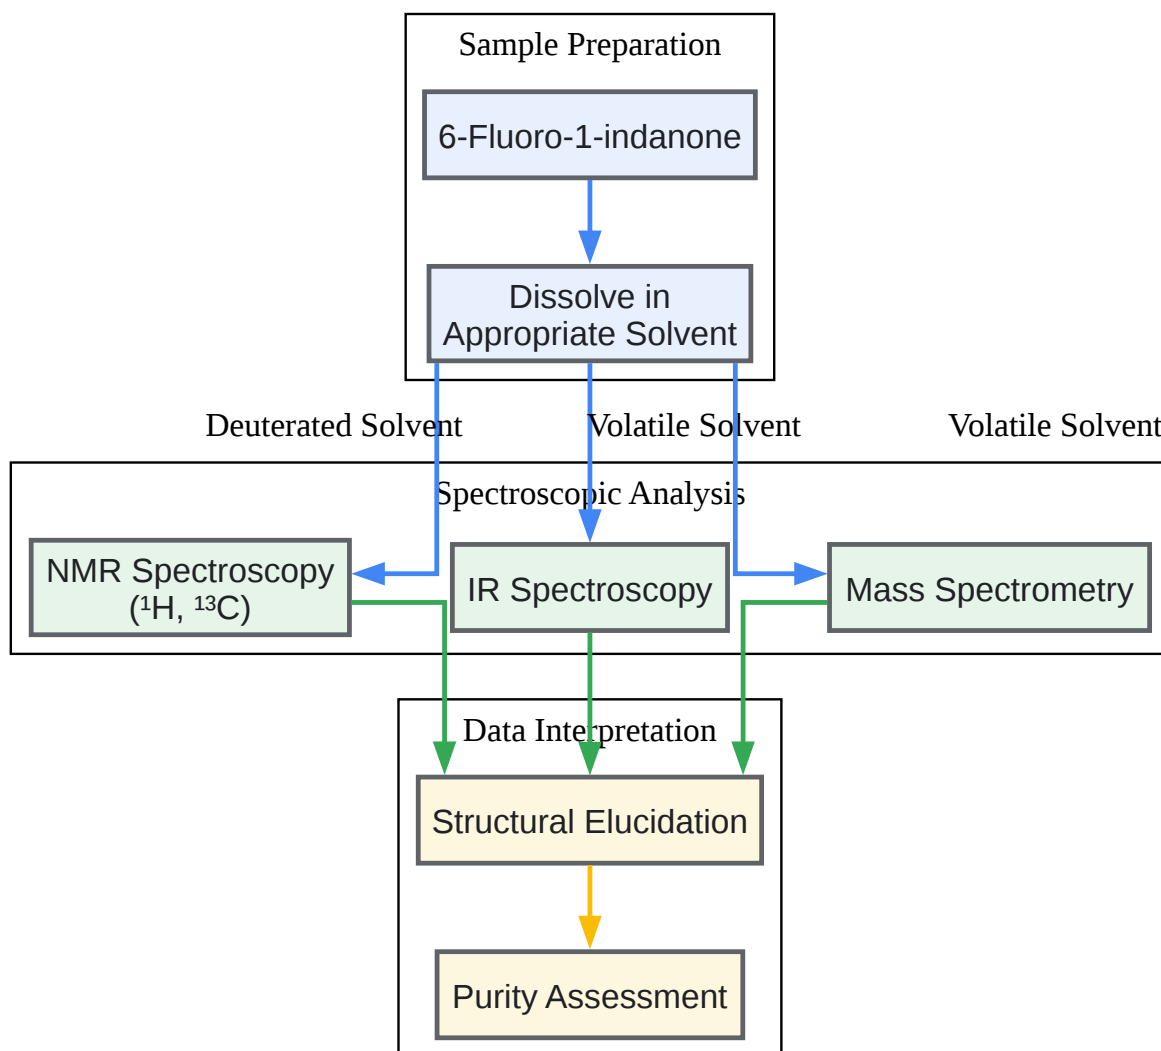 Sample Preparation
6-Fluoro-1-indanone
Dissolve in
Appropriate Solvent
Deuterated Solvent
Volatile Solvent
Volatile Solvent
Spectroscopic Analysis
NMR Spectroscopy
(¹H, ¹³C)
IR Spectroscopy
Mass Spectrometry
Data Interpretation
Structural Elucidation
Purity Assessment